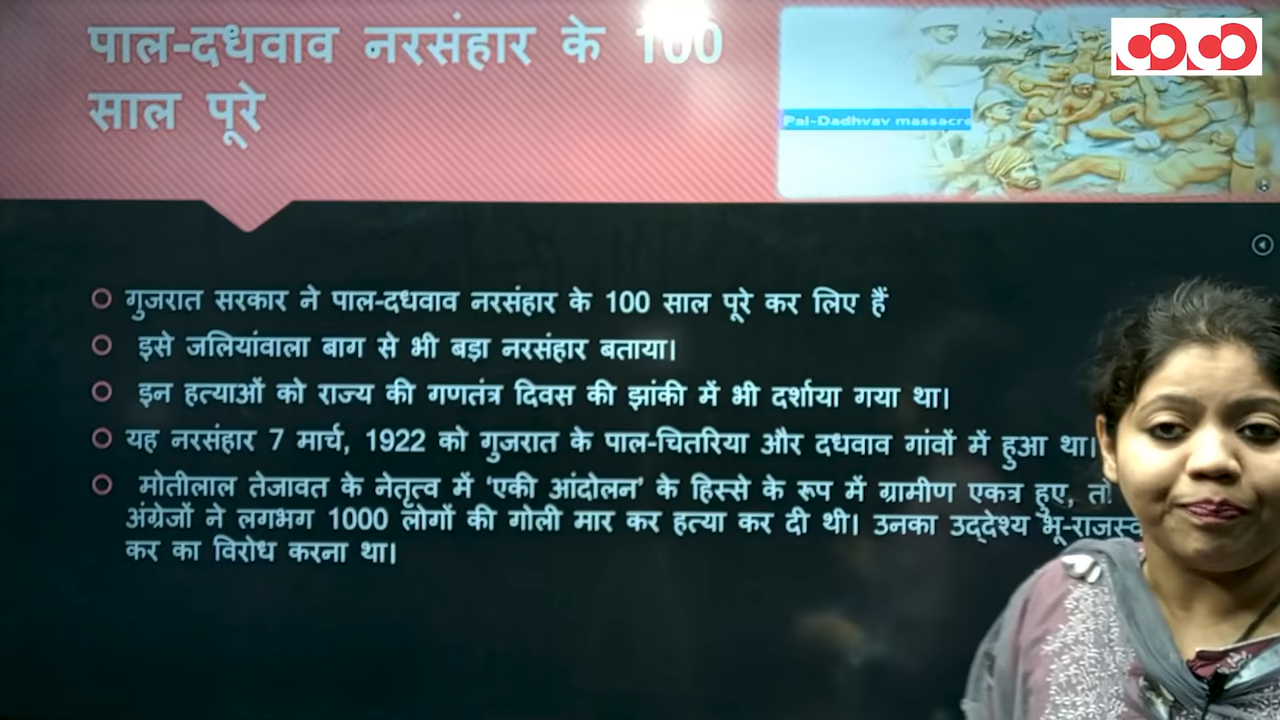 पाल-दधवाव नरसंहार के 100
साल पूरे
Pal-Dadhvav massacre
गुजरात सरकार ने पाल-दधवाव नरसंहार के 100 साल पूरे कर लिए हैं
इसे जलियांवाला बाग से भी बड़ा नरसंहार बताया।
इन हत्याओं को राज्य की गणतंत्र दिवस की झांकी में भी दर्शाया गया था।
यह नरसंहार 7 मार्च, 1922 को गुजरात के पाल-चितरिया और दधवाव गांवों में हुआ था।
मोतीलाल तेजावत के नेतृत्व में 'एकी आंदोलन' के हिस्से के रूप में ग्रामीण एकत्र हुए, तो
अंग्रेजों ने लगभग 1000 लोगों की गोली मार कर हत्या कर दी थी। उनका उद्देश्य
कर का विरोध करना था।